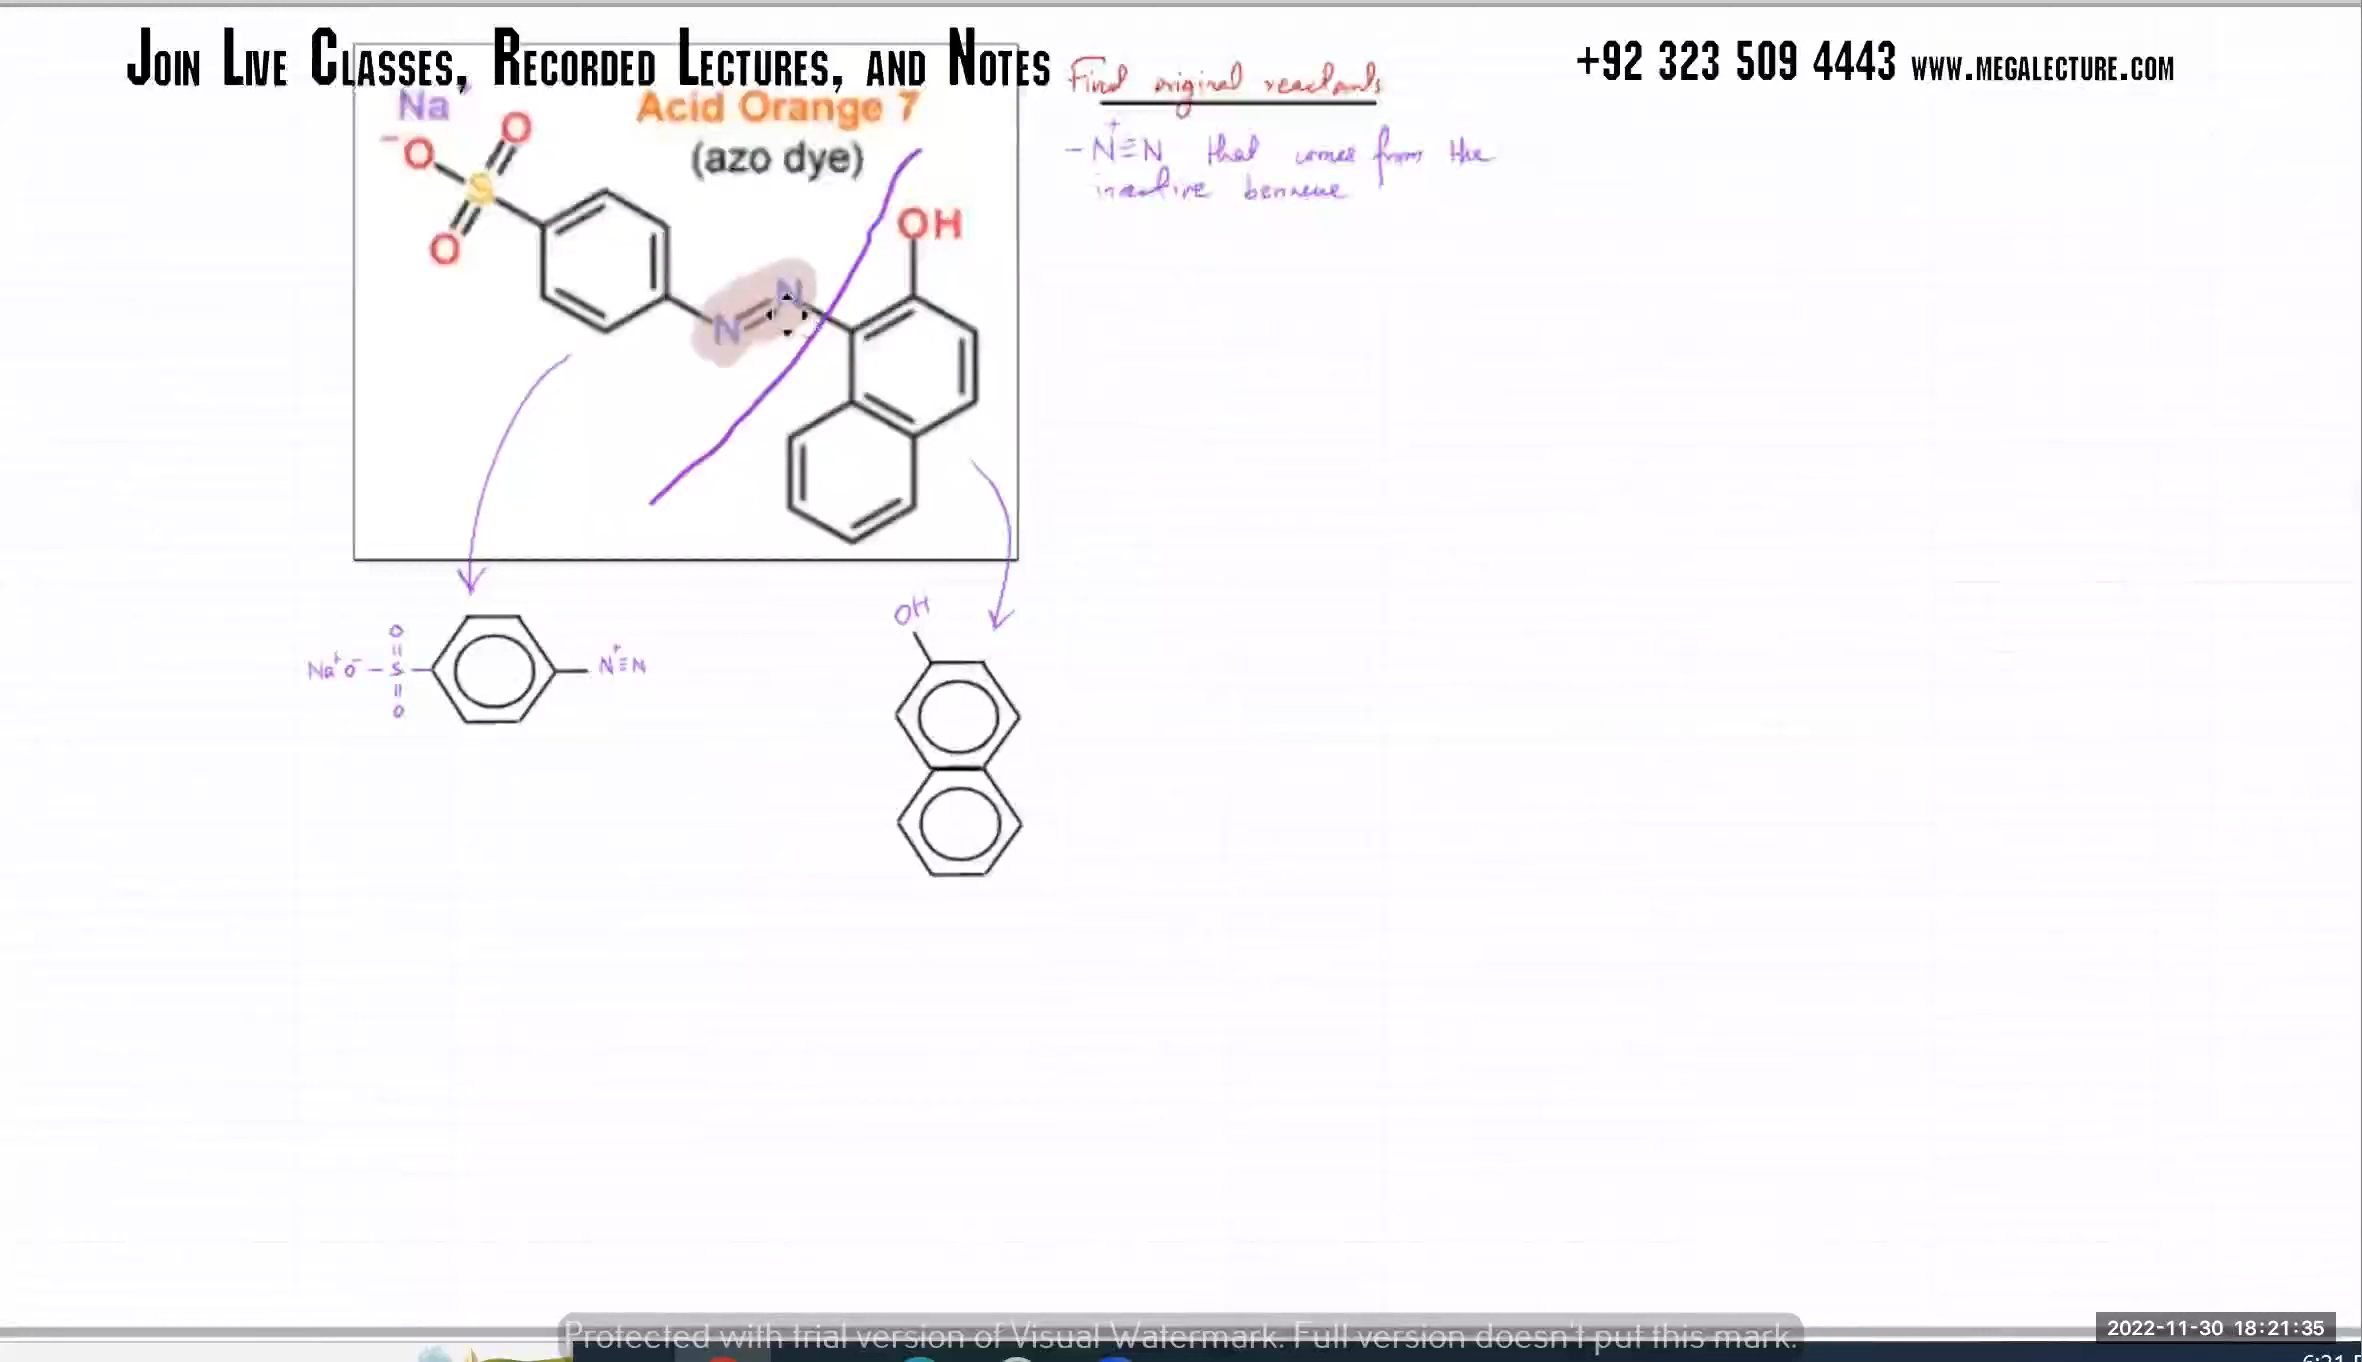 JOIN LIVE CLASSES, RECORDED LECTURES, AND NOTES
+92 323 509 4443 WWW.MEGALECTURE.COM
Find original reactants
Na+
Acid Orange 7
(azo dye)
-N+≡N that comes from the
inactive benzene
O
-O
S
O
OH
N
N
OH
O
Na+O- - S
N+≡N
O
Protected with trial version of Visual Watermark. Full version doesn't put this mark.
2022-11-30 18:21:35